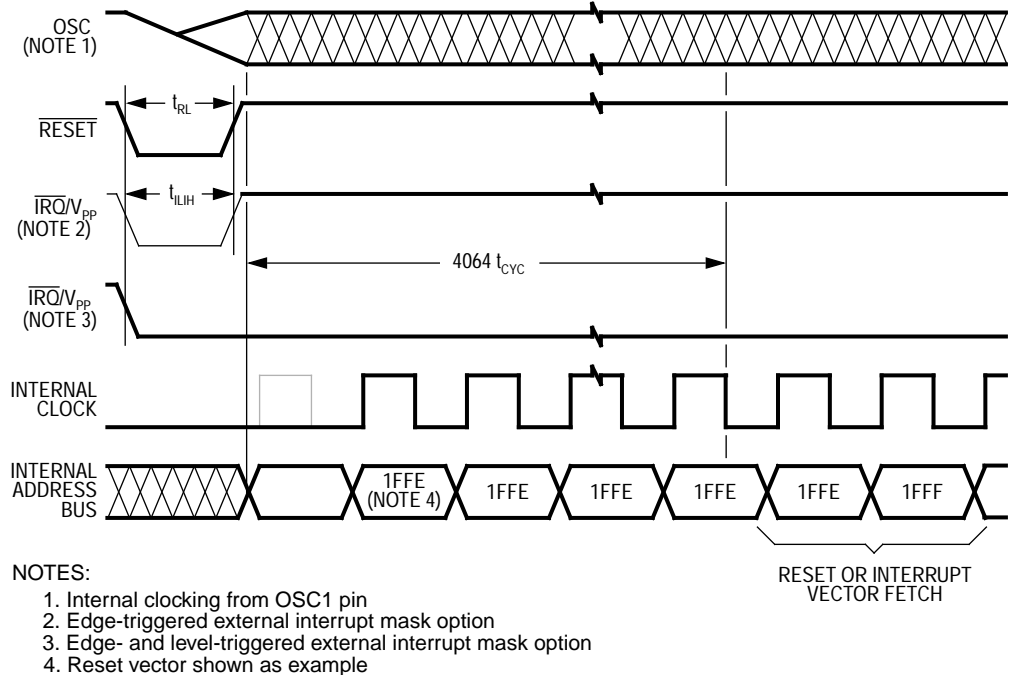 OSC
(NOTE 1)
tRL
RESET
tILIH
IRQ/VPP
(NOTE 2)
4064 tCYC
IRQ/VPP
(NOTE 3)
INTERNAL
CLOCK
INTERNAL
ADDRESS
BUS
1FFE
(NOTE 4)
1FFE
1FFE
1FFE
1FFE
1FFF
RESET OR INTERRUPT
VECTOR FETCH
NOTES:
1. Internal clocking from OSC1 pin
2. Edge-triggered external interrupt mask option
3. Edge- and level-triggered external interrupt mask option
4. Reset vector shown as example